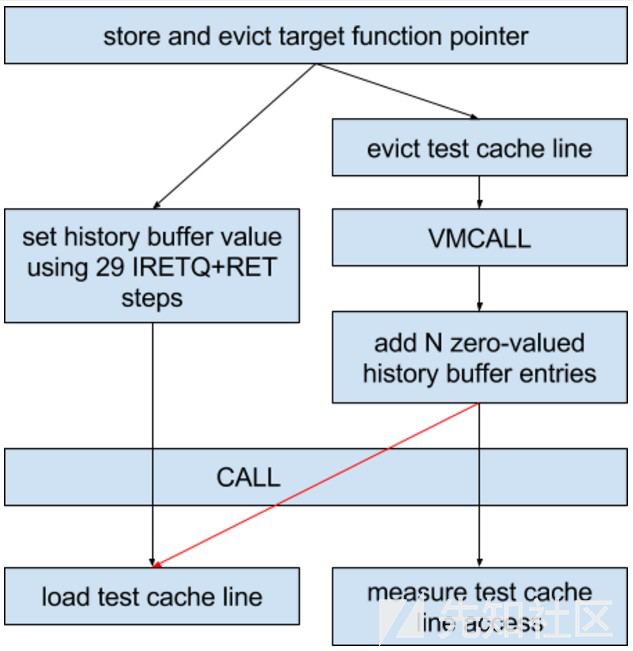 store and evict target function pointer
evict test cache line
set history buffer value
using 29 IRETQ+RET
steps
VMCALL
add N zero-valued
history buffer entries
CALL
load test cache line
measure test cache
line access
先知社区